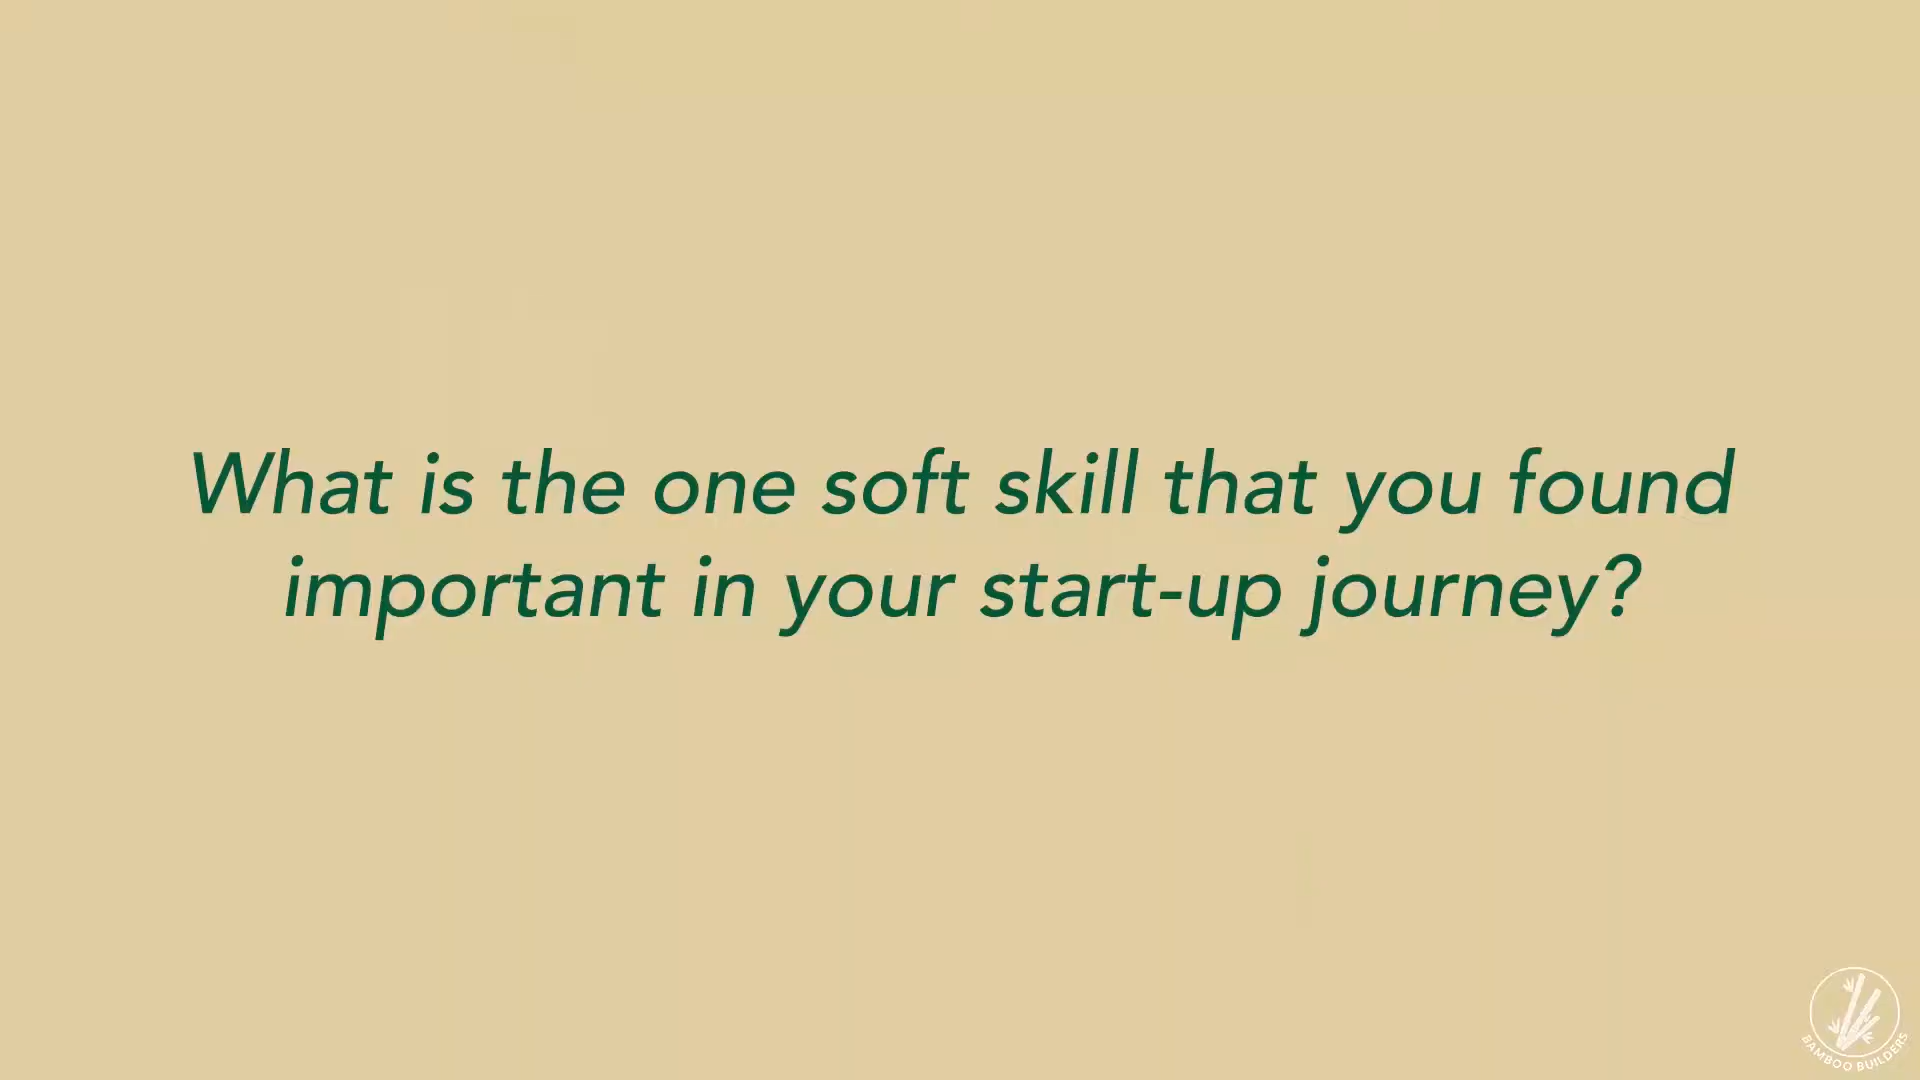 What is the one soft skill that you found
important in your start-up journey?
BAMBOO BUILDERS